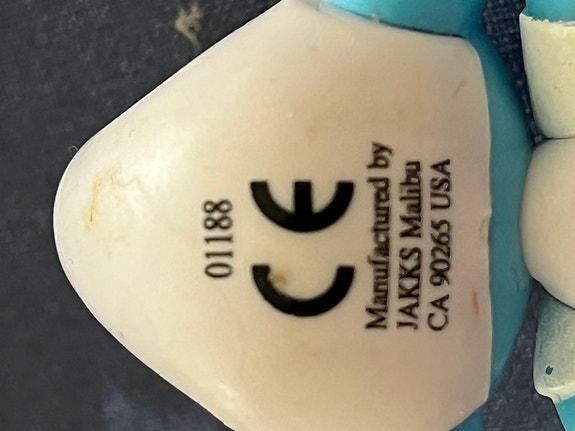 01188
CE
Manufactured by
JAKKS Malibu
CA 90265 USA